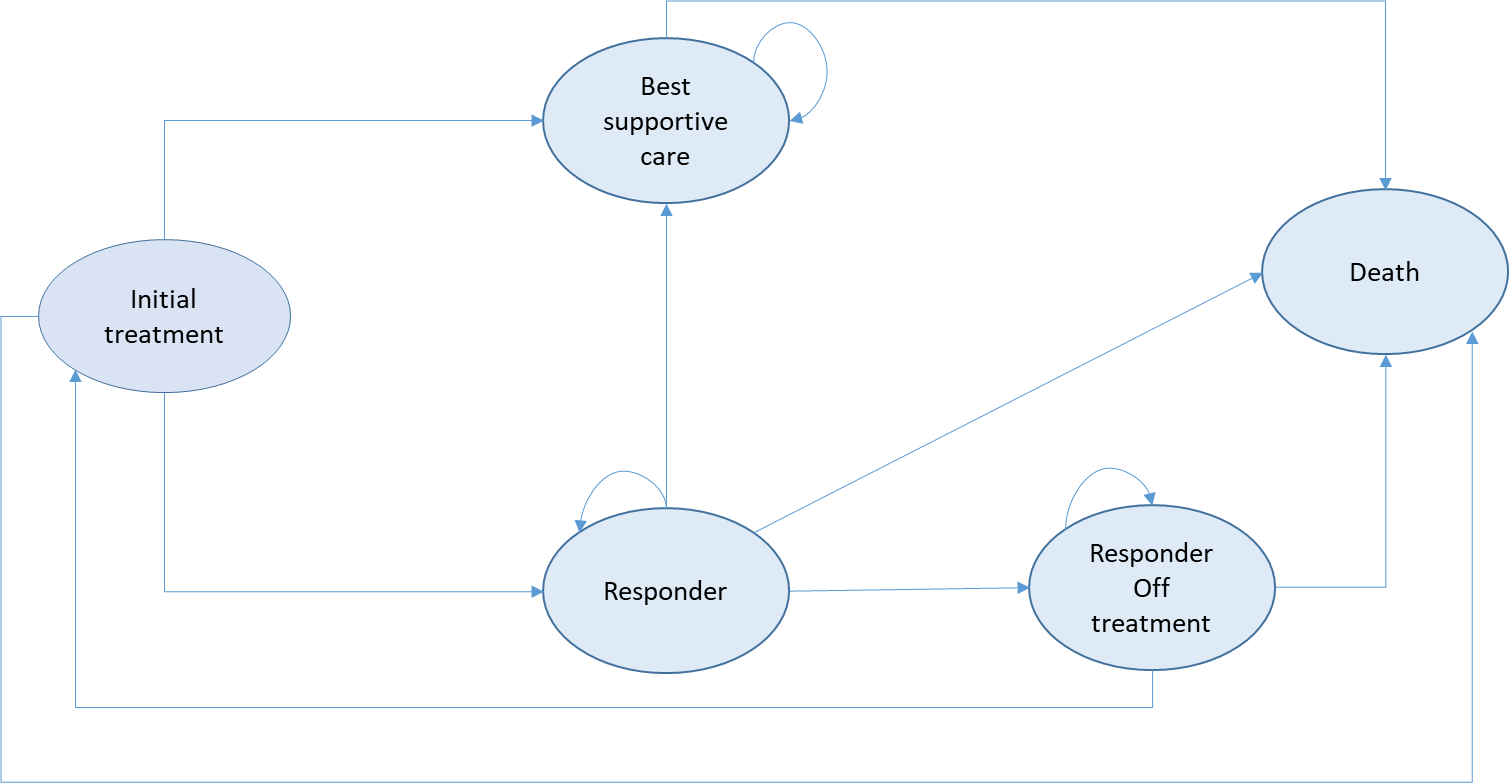 Best
supportive
care
Initial
treatment
Death
Responder
Responder
Off
treatment